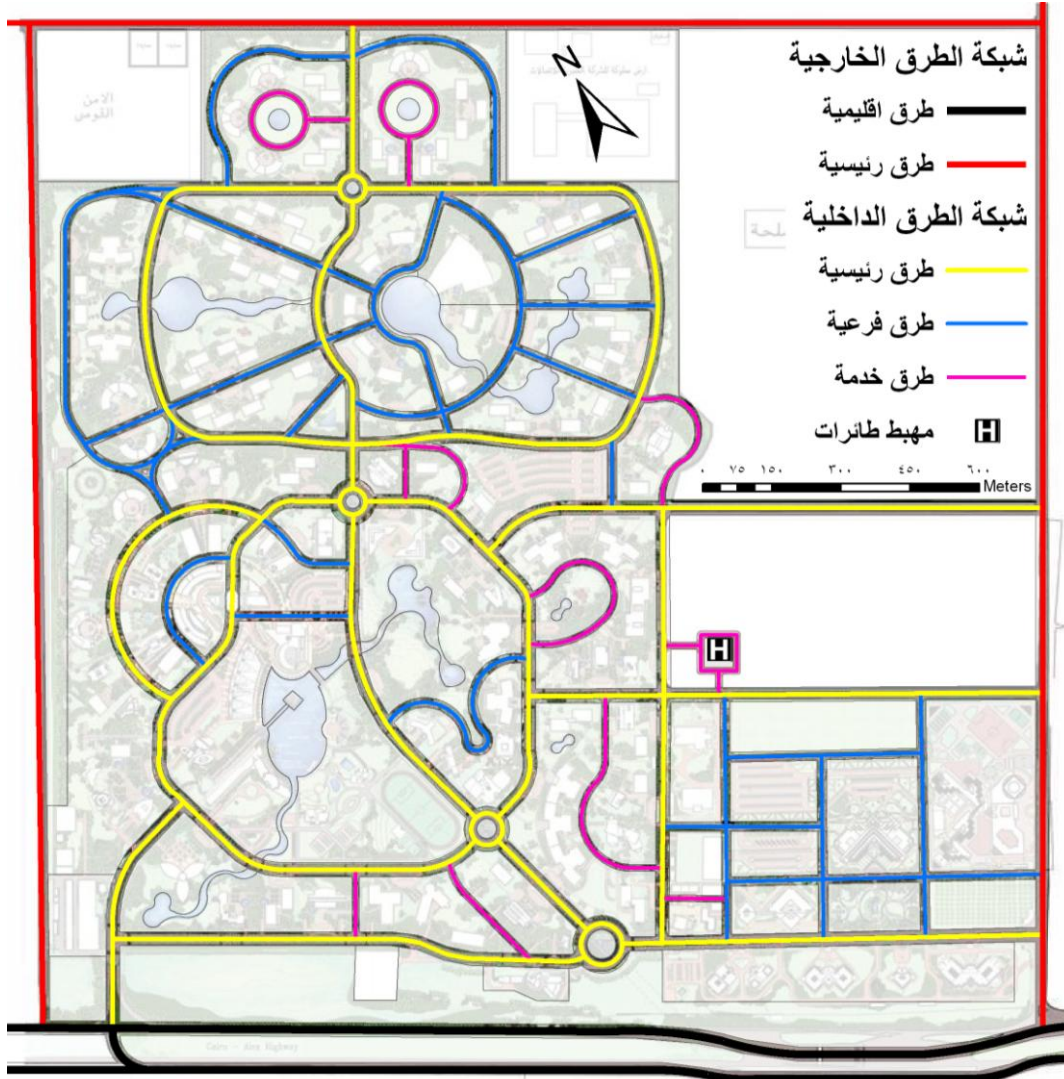 شبكة الطرق الخارجية
طرق اقليمية
طرق رئيسية
شبكة الطرق الداخلية
طرق رئيسية
طرق فرعية
طرق خدمة
مهبط طائرات H
٠ ٧٥ ١٥٠ ٣٠٠ ٤٥٠ ٦٠٠
Meters
N
H
Cairo - Alex Highway